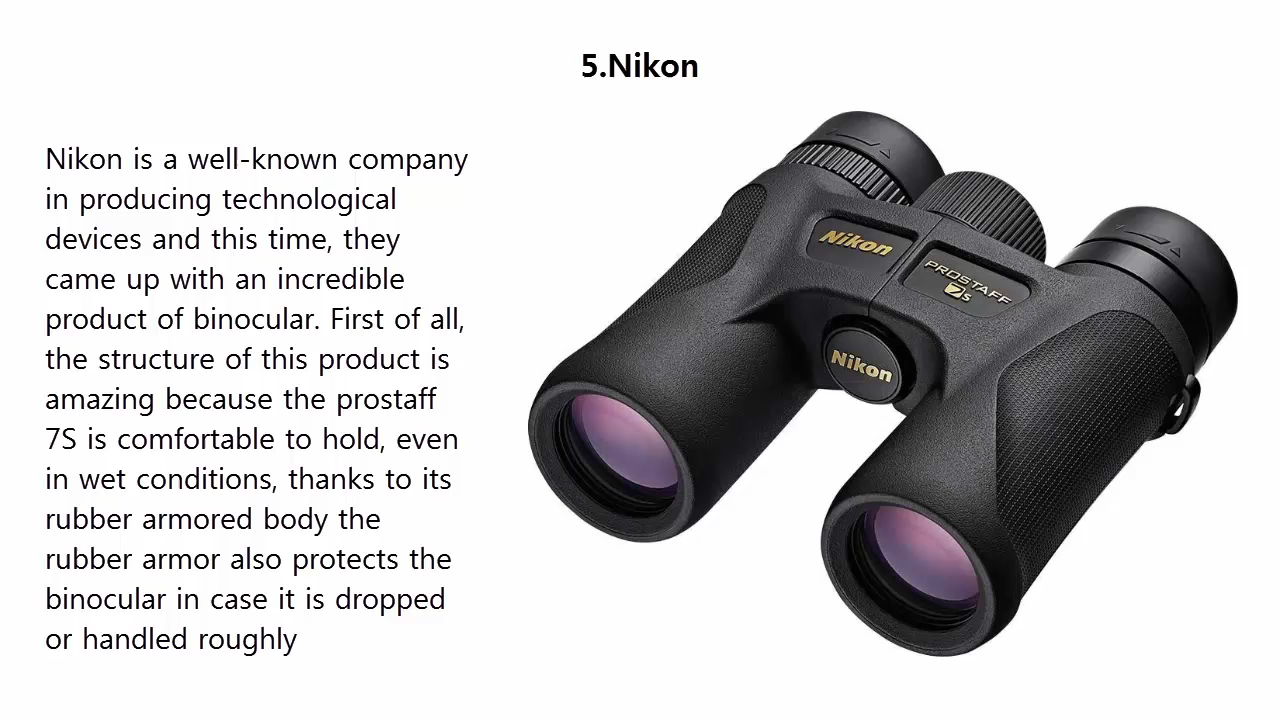 5.Nikon
Nikon is a well-known company
in producing technological
devices and this time, they
came up with an incredible
product of binocular. First of all,
the structure of this product is
amazing because the prostaff
7S is comfortable to hold, even
in wet conditions, thanks to its
rubber armored body the
rubber armor also protects the
binocular in case it is dropped
or handled roughly
Nikon
PROSTAFF
7s
Nikon